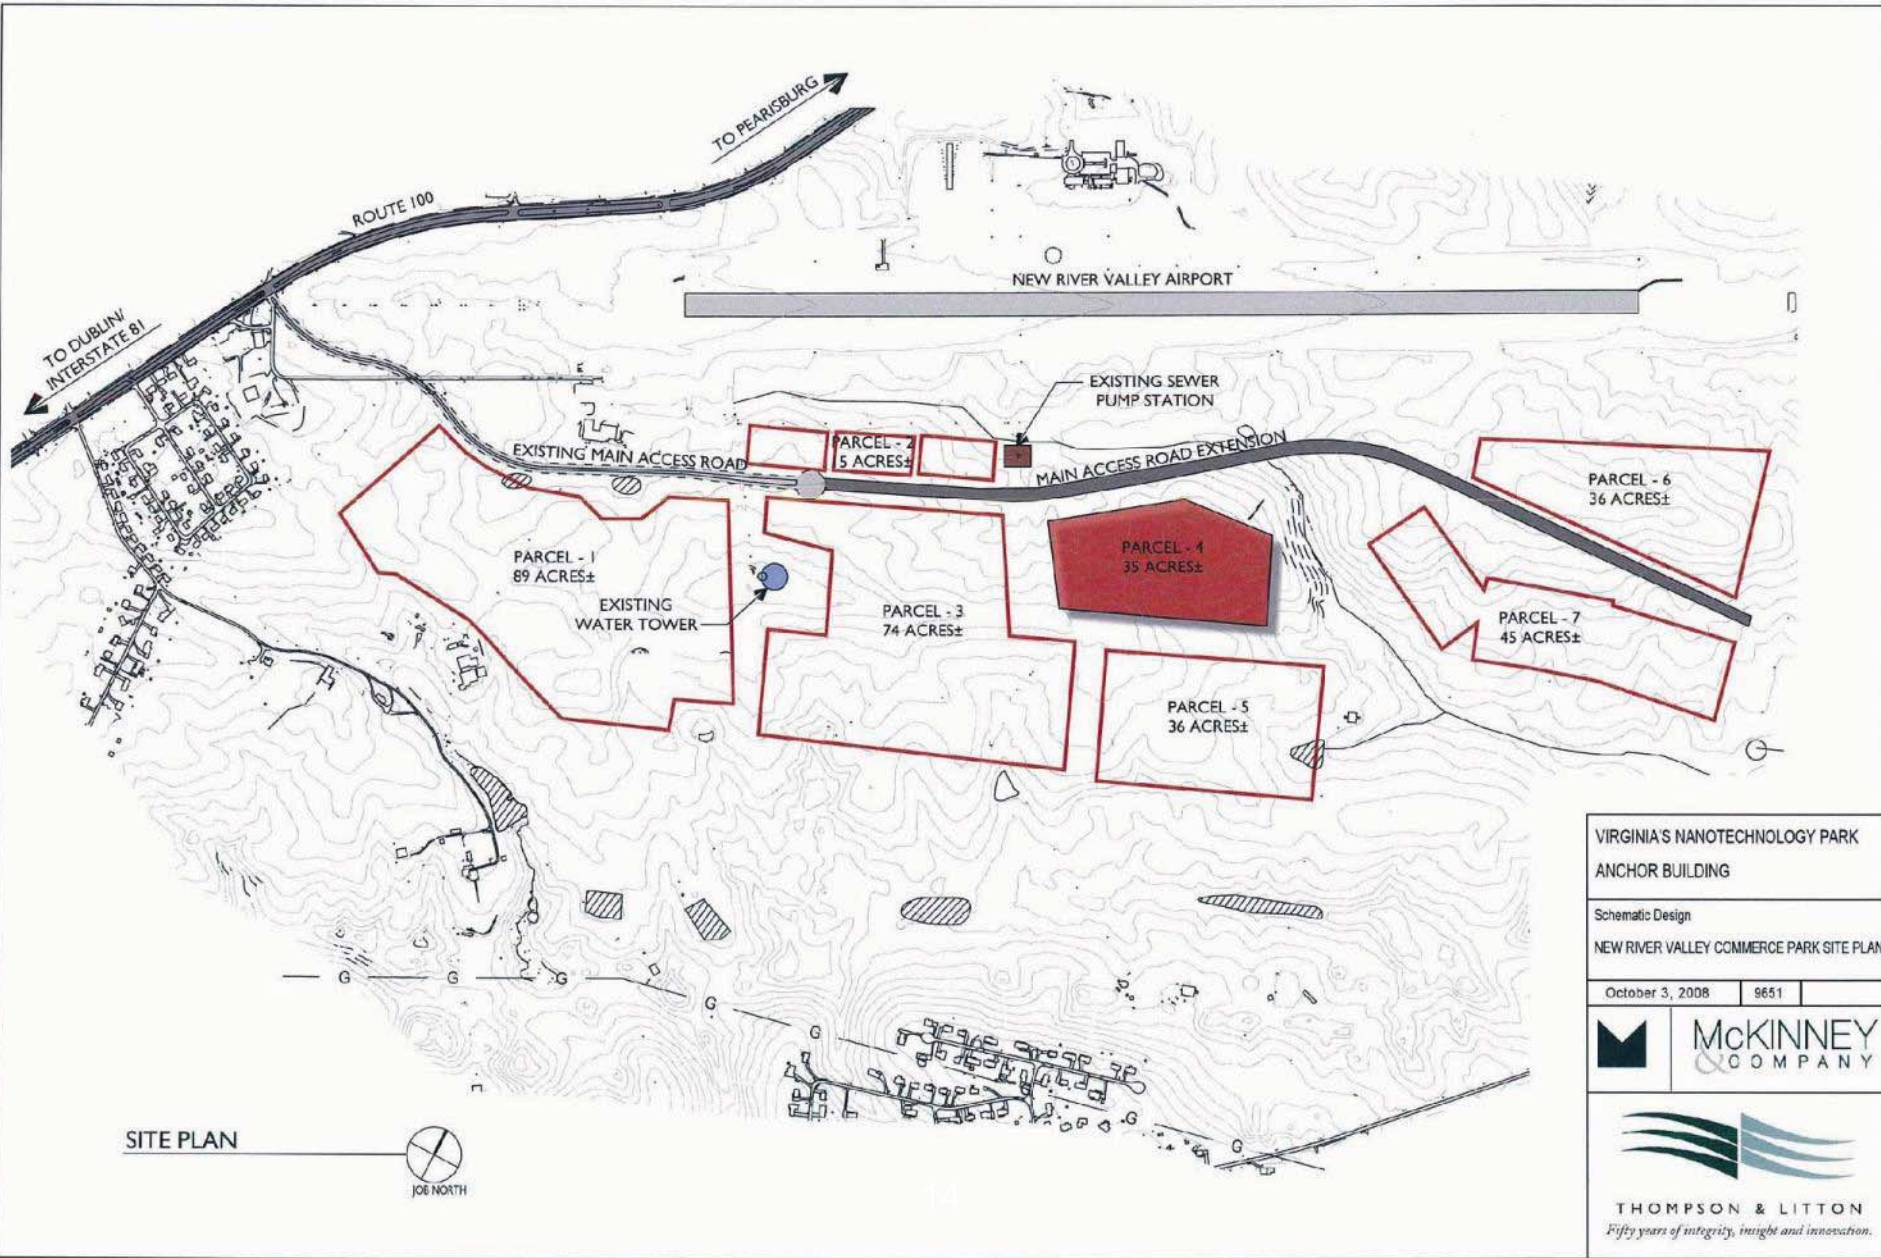 TO PEARISBURG
ROUTE 100
TO DUBLIN/
INTERSTATE 81
NEW RIVER VALLEY AIRPORT
EXISTING SEWER
PUMP STATION
EXISTING MAIN ACCESS ROAD
PARCEL - 2
5 ACRES±
MAIN ACCESS ROAD EXTENSION
PARCEL - 6
36 ACRES±
PARCEL - 1
89 ACRES±
PARCEL - 4
35 ACRES±
EXISTING
WATER TOWER
PARCEL - 3
74 ACRES±
PARCEL - 7
45 ACRES±
PARCEL - 5
36 ACRES±
G
G
G
G
G
G
G
SITE PLAN
JOB NORTH
14
VIRGINIA'S NANOTECHNOLOGY PARK
ANCHOR BUILDING
Schematic Design
NEW RIVER VALLEY COMMERCE PARK SITE PLAN
October 3, 2008 9651
McKINNEY
& COMPANY
THOMPSON & LITTON
Fifty years of integrity, insight and innovation.